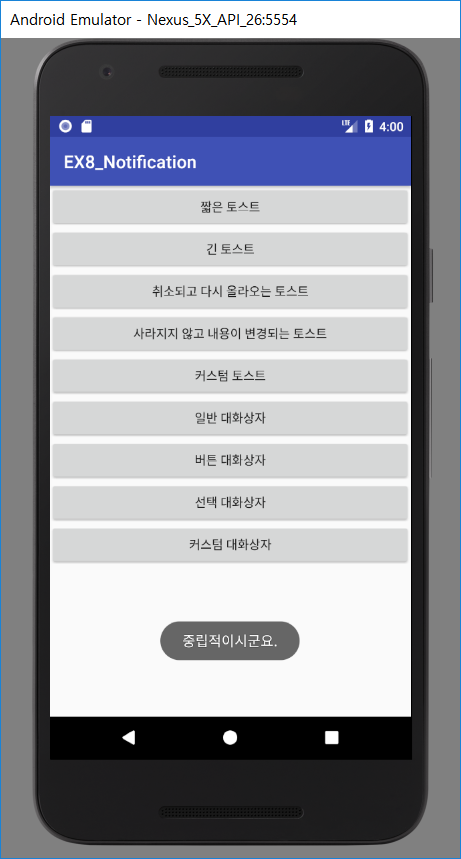 Android Emulator - Nexus_5X_API_26:5554
LTE 4:00
EX8_Notification
짧은 토스트
긴 토스트
취소되고 다시 올라오는 토스트
사라지지 않고 내용이 변경되는 토스트
커스텀 토스트
일반 대화상자
버튼 대화상자
선택 대화상자
커스텀 대화상자
중립적이시군요.